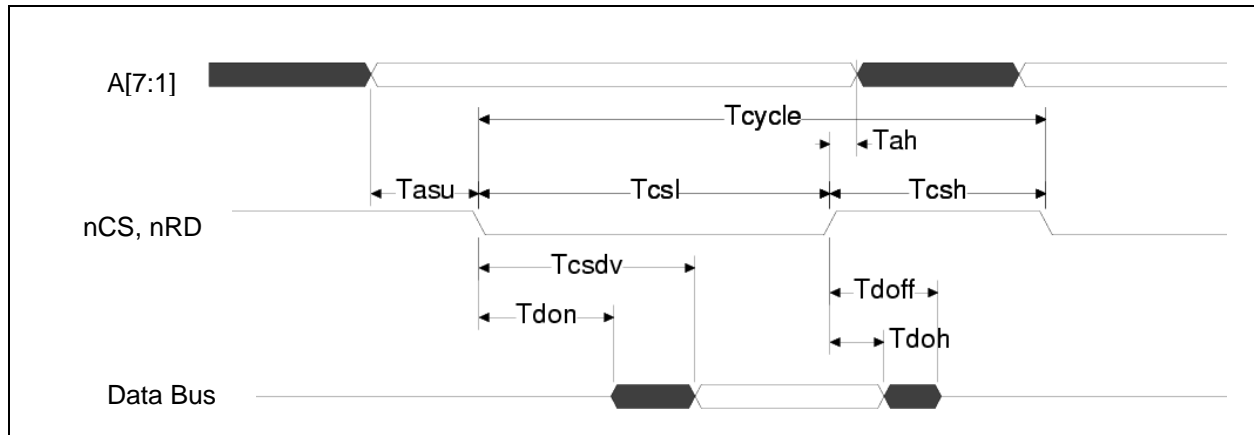 A[7:1]
Tcycle
Tah
Tasu
Tcsl
Tcsh
nCS, nRD
Tcsdv
Tdoff
Tdon
Tdoh
Data Bus